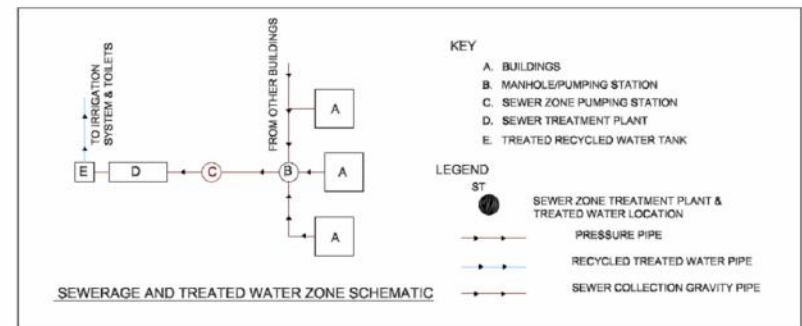 TO IRRIGATION
SYSTEM & TOILETS
FROM OTHER BUILDINGS
A
E
D
C
B
A
A
SEWERAGE AND TREATED WATER ZONE SCHEMATIC
KEY
A. BUILDINGS
B. MANHOLE/PUMPING STATION
C. SEWER ZONE PUMPING STATION
D. SEWER TREATMENT PLANT
E. TREATED RECYCLED WATER TANK
LEGEND
ST
SEWER ZONE TREATMENT PLANT &
TREATED WATER LOCATION
PRESSURE PIPE
RECYCLED TREATED WATER PIPE
SEWER COLLECTION GRAVITY PIPE